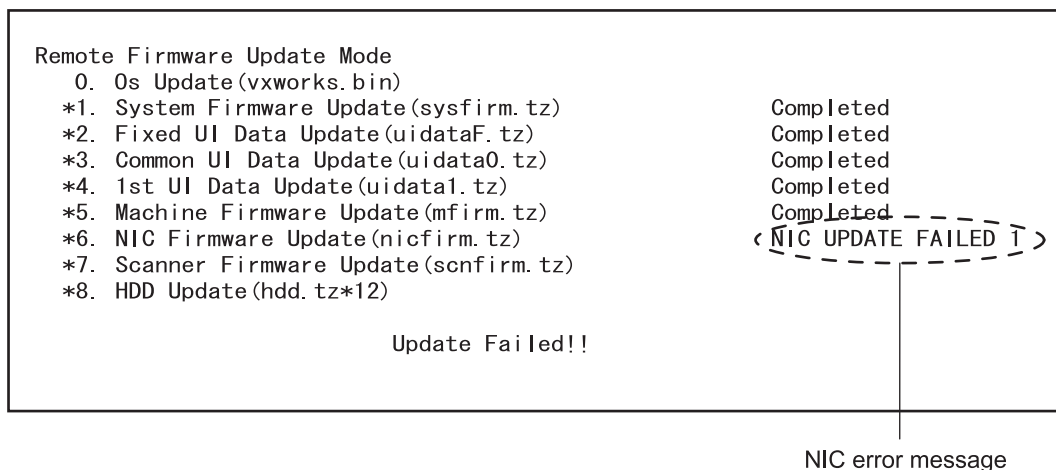 Remote Firmware Update Mode
0. Os Update(vxworks.bin)
*1. System Firmware Update(sysfirm.tz) Completed
*2. Fixed UI Data Update(uidataF.tz) Completed
*3. Common UI Data Update(uidata0.tz) Completed
*4. 1st UI Data Update(uidata1.tz) Completed
*5. Machine Firmware Update(mfirm.tz) Completed
*6. NIC Firmware Update(nicfirm.tz) NIC UPDATE FAILED 1
*7. Scanner Firmware Update(scnfirm.tz)
*8. HDD Update(hdd.tz*12)
Update Failed!!
NIC error message